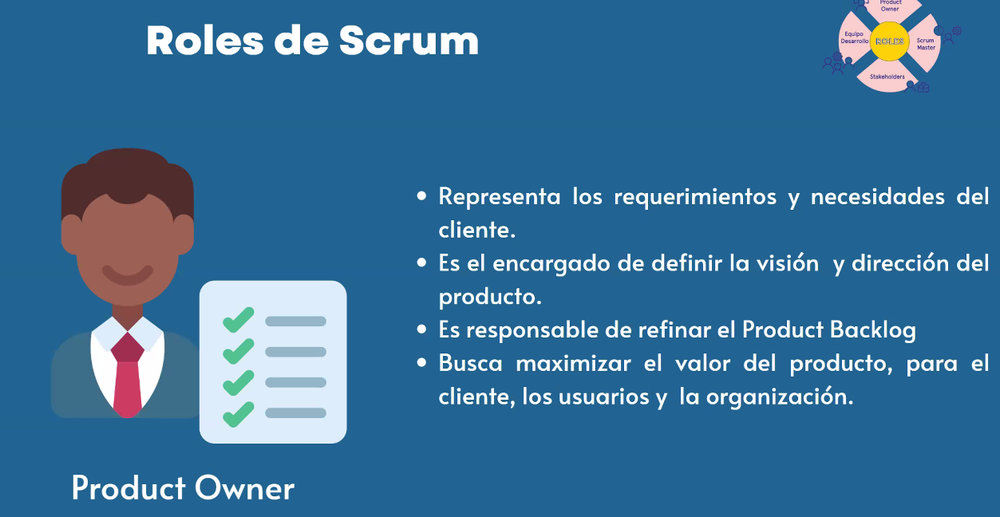 Roles de Scrum
Product
Owner
Equipo
Desarrollo
ROLES
Scrum
Master
Stakeholders
• Representa los requerimientos y necesidades del
cliente.
• Es el encargado de definir la visión y dirección del
producto.
• Es responsable de refinar el Product Backlog
• Busca maximizar el valor del producto, para el
cliente, los usuarios y la organización.
Product Owner